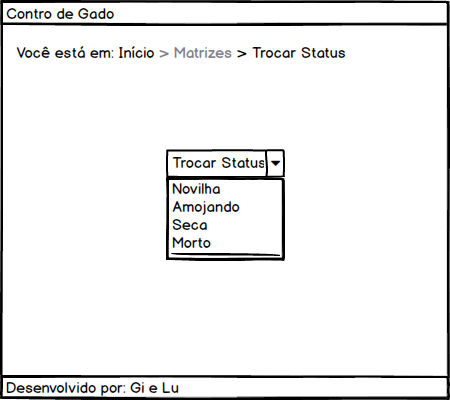 Contro de Gado
Você está em: Início > Matrizes > Trocar Status
Trocar Status
Novilha
Amojando
Seca
Morto
Desenvolvido por: Gi e Lu